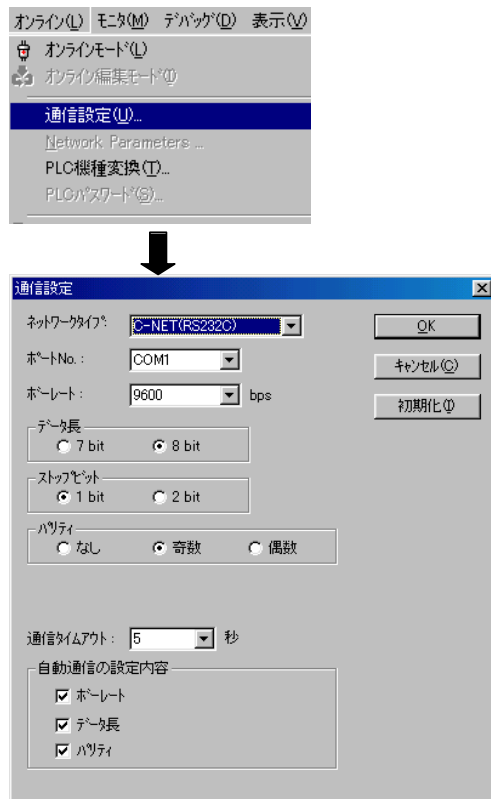 オンライン(L) モニタ(M) デバッグ(D) 表示(V)
オンラインモード(L)
オンライン編集モード(I)
通信設定(U)...
Network Parameters ...
PLC機種変換(T)...
PLCパスワード(S)...
通信設定
ネットワークタイプ: C-NET(RS232C) OK
ポートNo. : COM1 キャンセル(C)
ボーレート : 9600 bps 初期化(I)
データ長
7 bit 8 bit
ストップビット
1 bit 2 bit
パリティ
なし 奇数 偶数
通信タイムアウト : 5 秒
自動通信の設定内容
ボーレート
データ長
パリティ